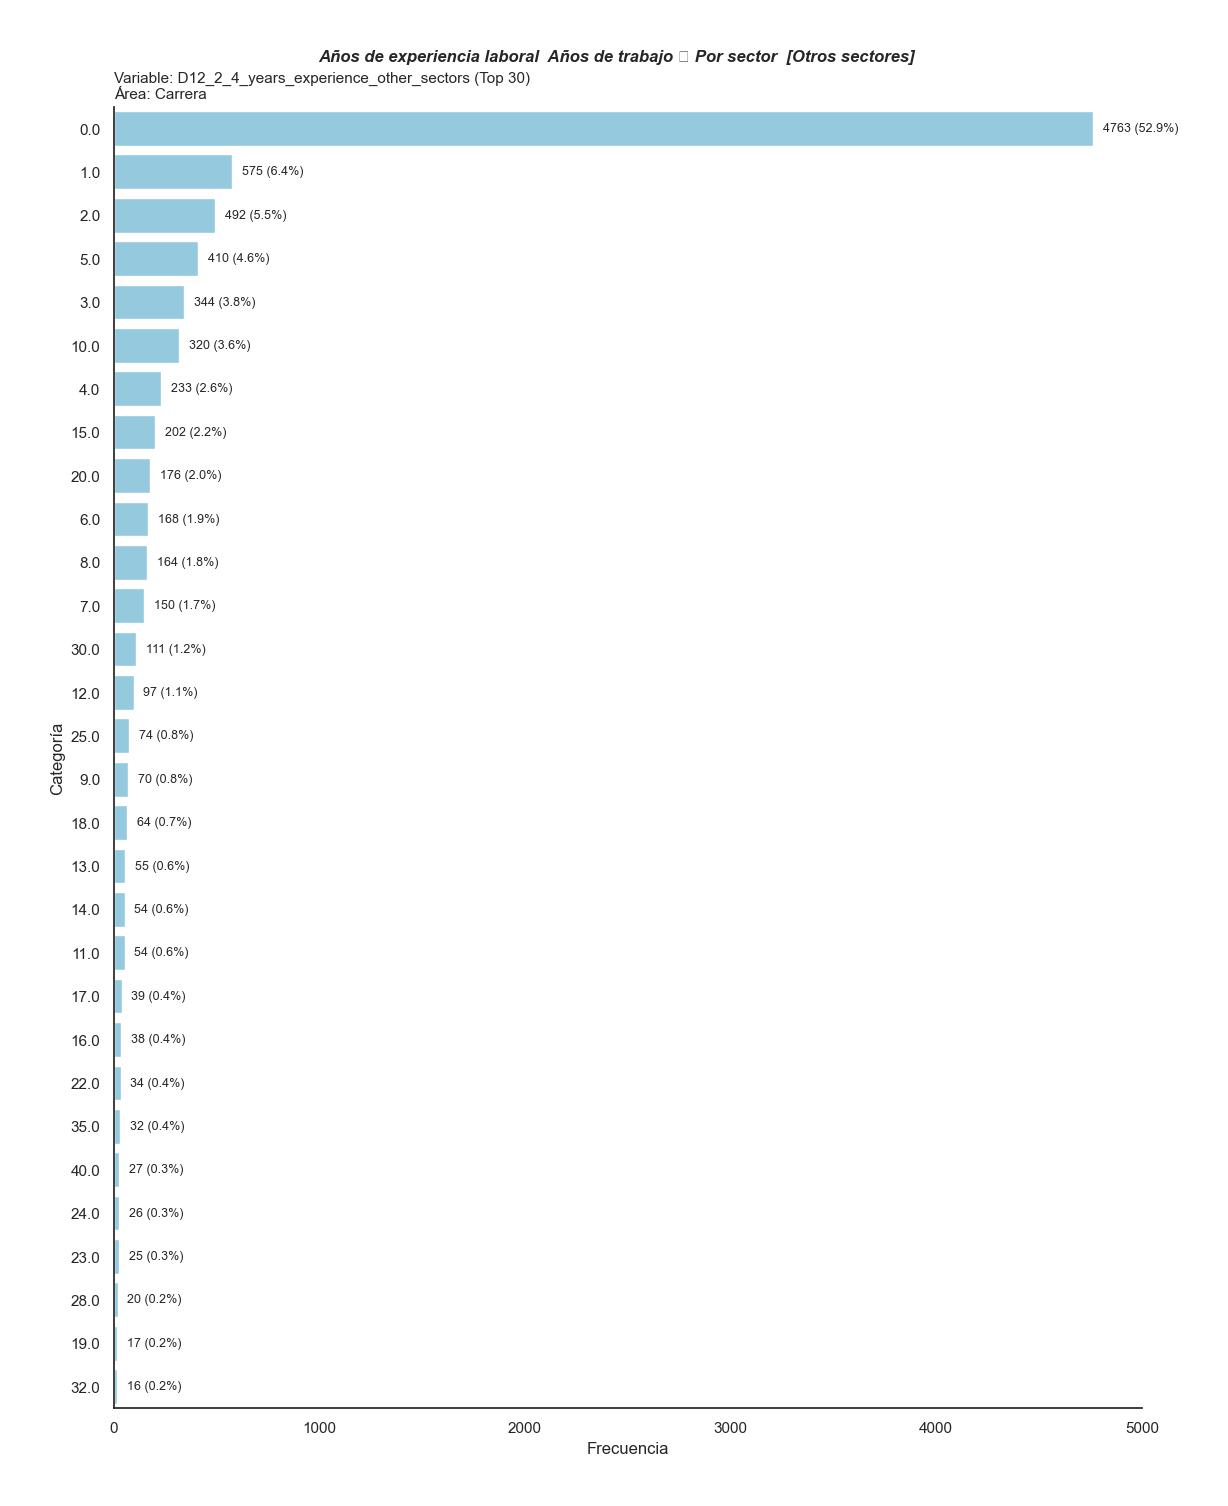 Años de experiencia laboral  Años de trabajo  Por sector  [Otros sectores]
Variable: D12_2_4_years_experience_other_sectors (Top 30)
Área: Carrera
0.0 4763 (52.9%)
1.0 575 (6.4%)
2.0 492 (5.5%)
5.0 410 (4.6%)
3.0 344 (3.8%)
10.0 320 (3.6%)
4.0 233 (2.6%)
15.0 202 (2.2%)
20.0 176 (2.0%)
6.0 168 (1.9%)
8.0 164 (1.8%)
7.0 150 (1.7%)
30.0 111 (1.2%)
12.0 97 (1.1%)
25.0 74 (0.8%)
9.0 70 (0.8%)
18.0 64 (0.7%)
13.0 55 (0.6%)
14.0 54 (0.6%)
11.0 54 (0.6%)
17.0 39 (0.4%)
16.0 38 (0.4%)
22.0 34 (0.4%)
35.0 32 (0.4%)
40.0 27 (0.3%)
24.0 26 (0.3%)
23.0 25 (0.3%)
28.0 20 (0.2%)
19.0 17 (0.2%)
32.0 16 (0.2%)
Categoría
0 1000 2000 3000 4000 5000
Frecuencia